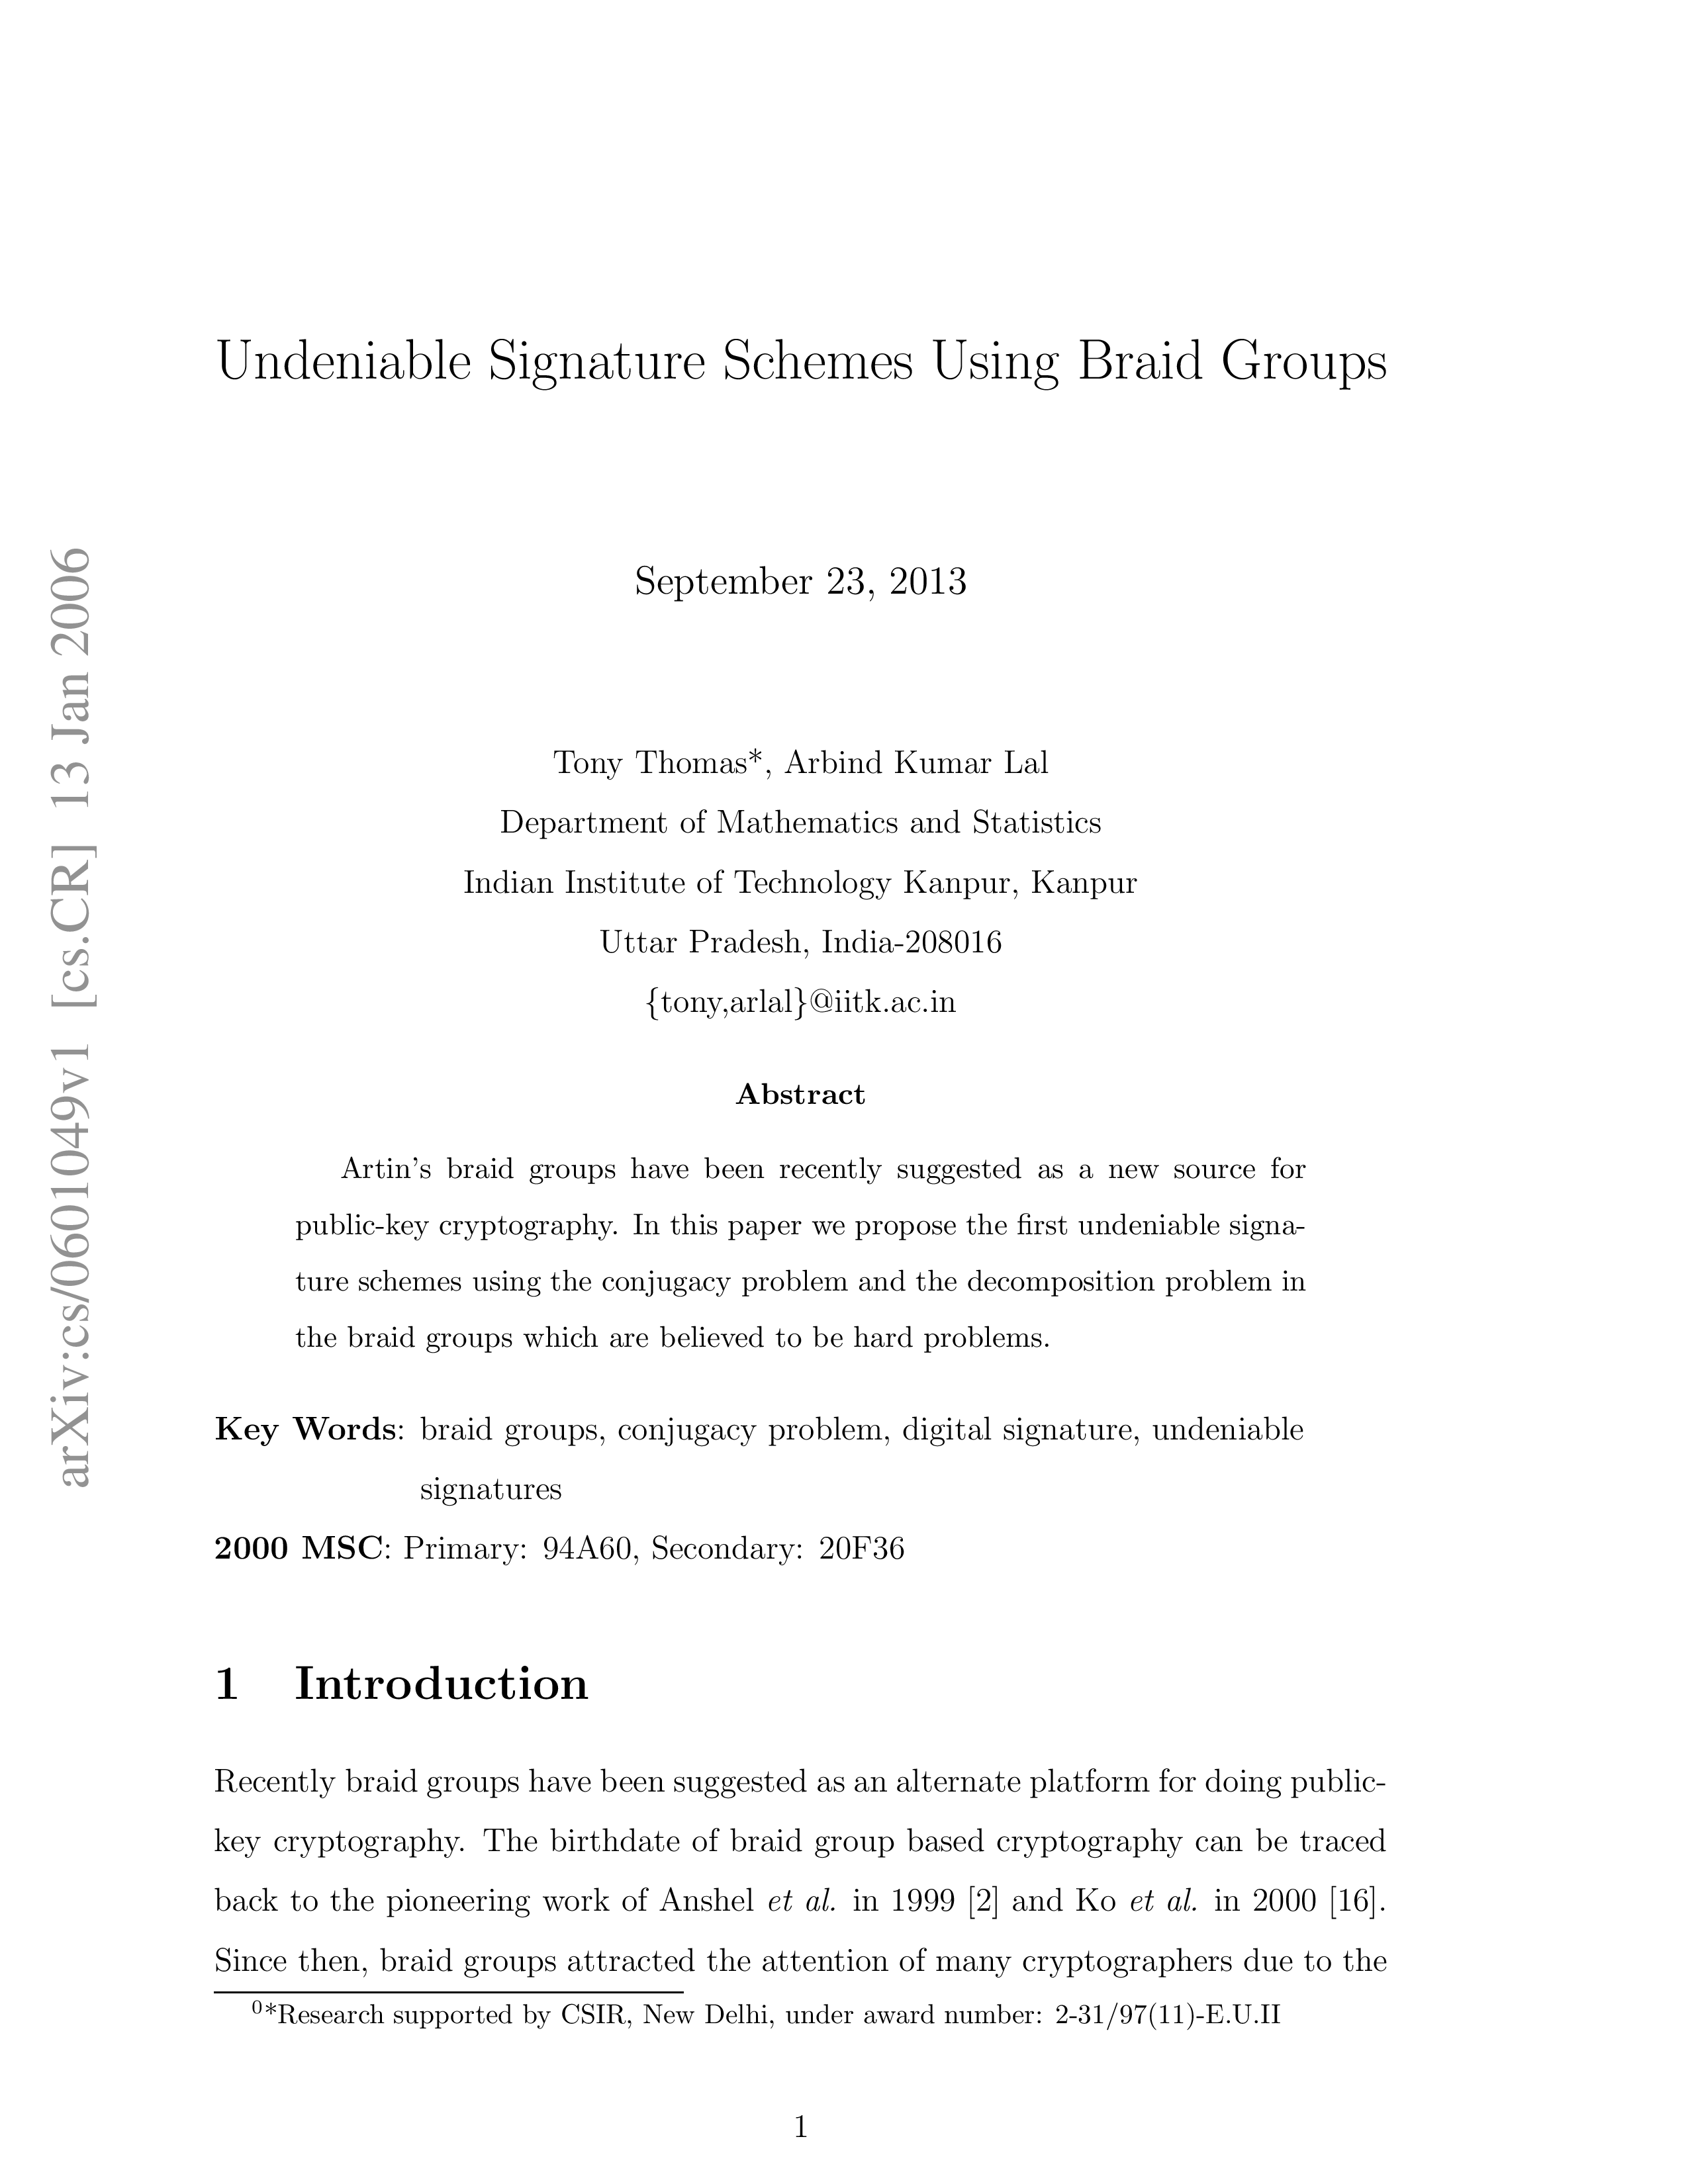 Undeniable Signature Schemes Using Braid Groups
September 23, 2013
Tony Thomas*, Arbind Kumar Lal
Department of Mathematics and Statistics
Indian Institute of Technology Kanpur, Kanpur
Uttar Pradesh, India-208016
{tony,arlal}@iitk.ac.in
Abstract
Artin's braid groups have been recently suggested as a new source for
public-key cryptography. In this paper we propose the first undeniable signa-
ture schemes using the conjugacy problem and the decomposition problem in
the braid groups which are believed to be hard problems.
Key Words: braid groups, conjugacy problem, digital signature, undeniable
signatures
2000 MSC: Primary: 94A60, Secondary: 20F36
1 Introduction
Recently braid groups have been suggested as an alternate platform for doing public-
key cryptography. The birthdate of braid group based cryptography can be traced
back to the pioneering work of Anshel et al. in 1999 [2] and Ko et al. in 2000 [16].
Since then, braid groups attracted the attention of many cryptographers due to the
0*Research supported by CSIR, New Delhi, under award number: 2-31/97(11)-E.U.II
1
arXiv:cs/0601049v1 [cs.CR] 13 Jan 2006